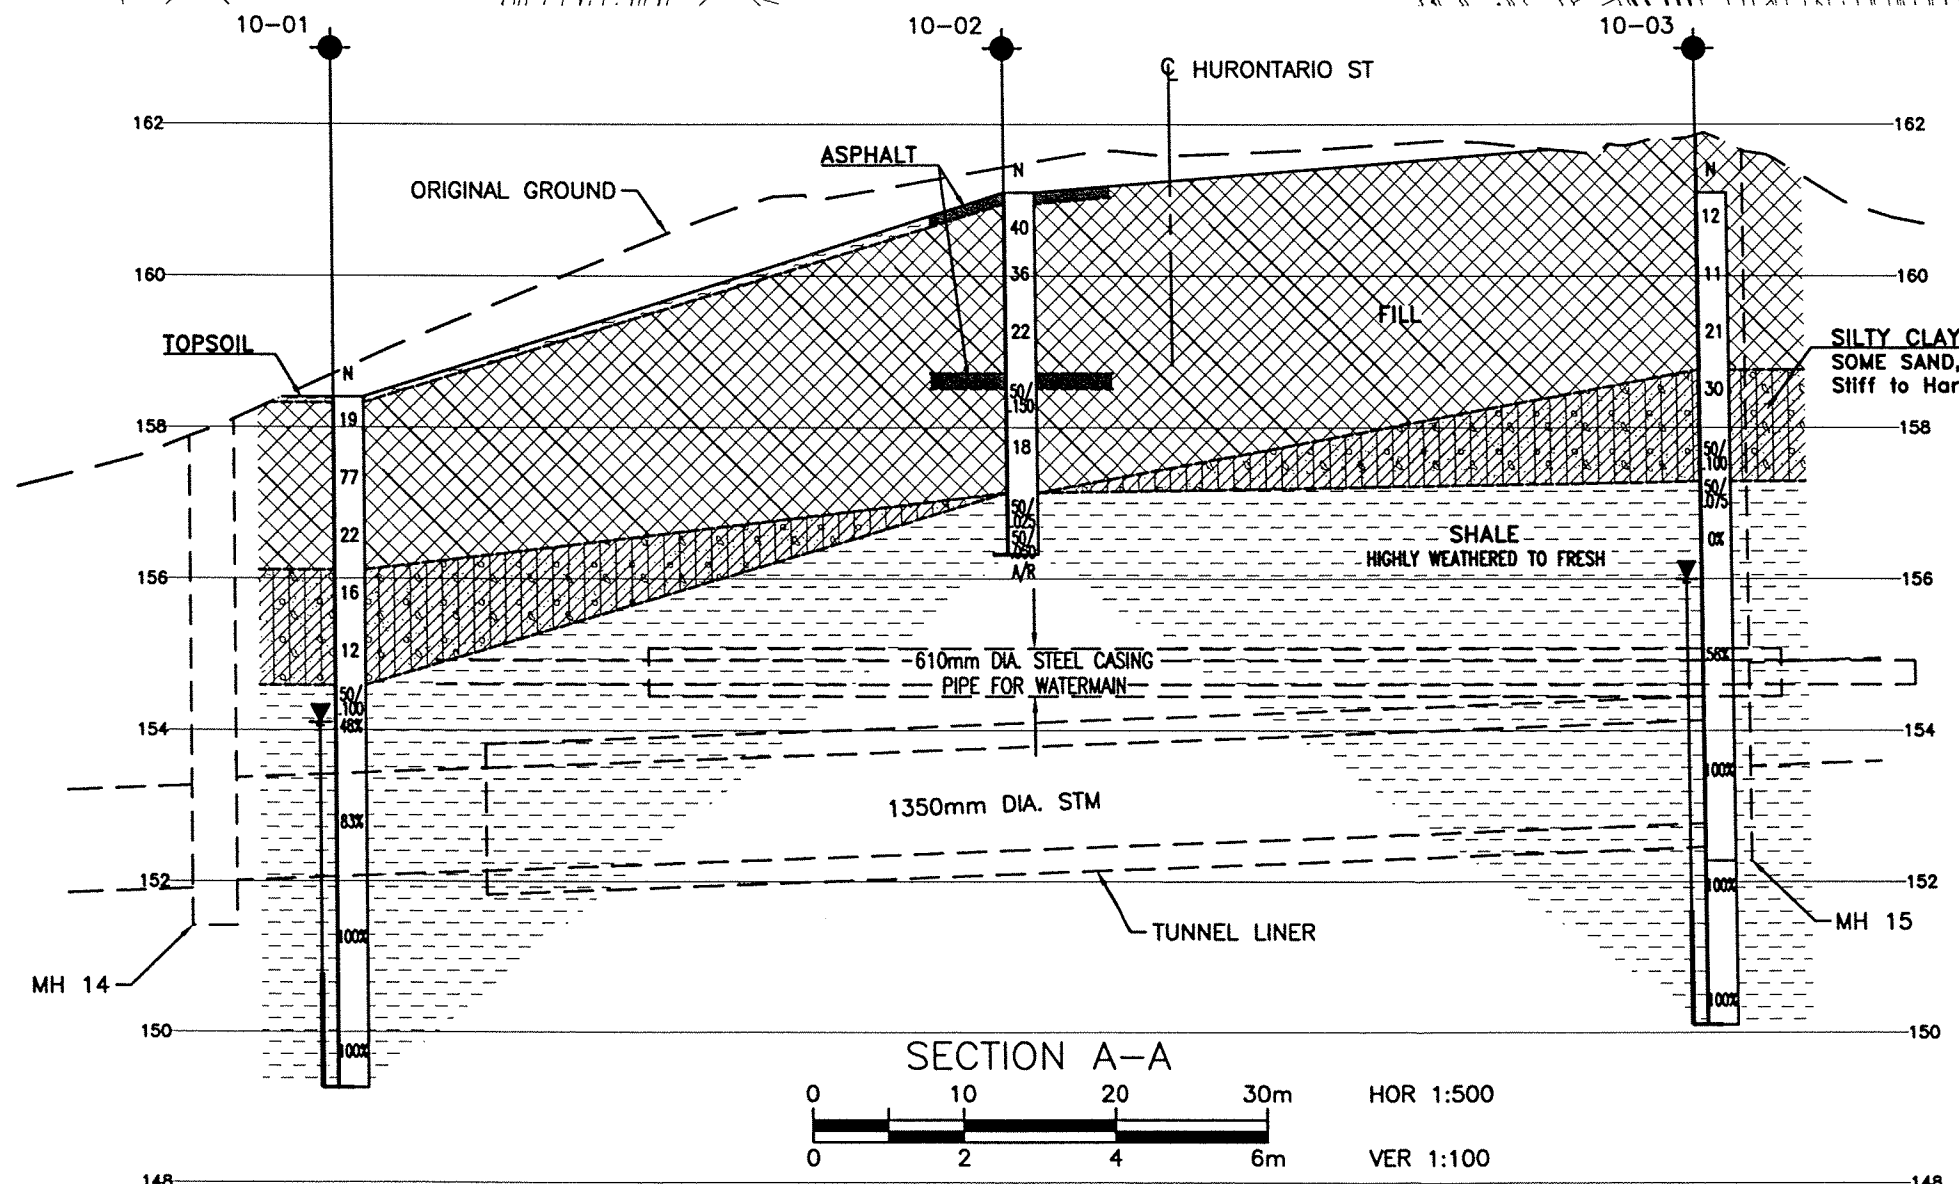 10-01
10-02
10-03
℄ HURONTARIO ST
162
162
ASPHALT
ORIGINAL GROUND
N
N
40
12
160
36
11
160
FILL
22
21
TOPSOIL
SILTY CLAY
SOME SAND,
Stiff to Har
N
50/
.150
30
19
158
18
50/
.100
158
77
50/
.075
50/
.025
50/
.050
22
SHALE
HIGHLY WEATHERED TO FRESH
0%
A/R
156
16
156
12
610mm DIA. STEEL CASING
PIPE FOR WATERMAIN
56%
50/
.100
48%
154
154
100%
83%
1350mm DIA. STM
152
100%
152
TUNNEL LINER
MH 15
100%
MH 14
100%
150
150
100%
SECTION A-A
0 10 20 30m HOR 1:500
0 2 4 6m VER 1:100
148
148